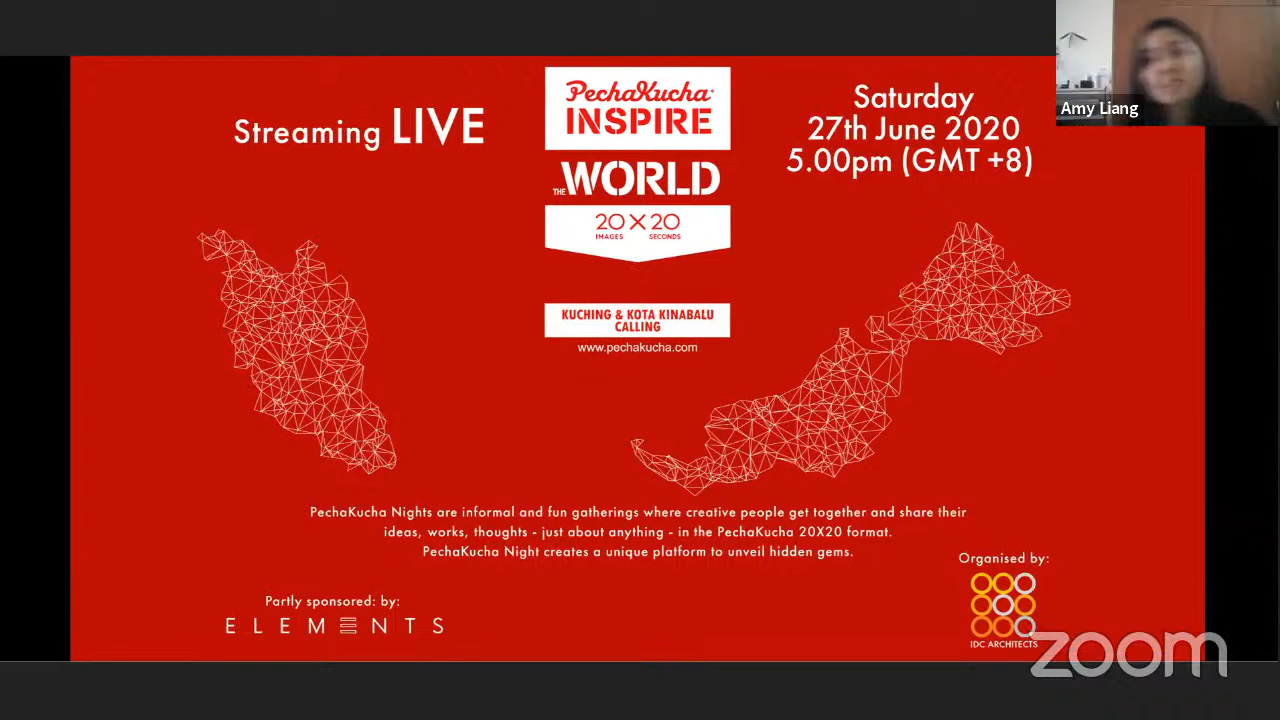 Streaming LIVE
PechaKucha
INSPIRE
THE WORLD
20 X 20
IMAGES SECONDS
Saturday
27th June 2020
5.00pm (GMT +8)
Amy Liang
KUCHING & KOTA KINABALU
CALLING
www.pechakucha.com
PechaKucha Nights are informal and fun gatherings where creative people get together and share their
ideas, works, thoughts - just about anything - in the PechaKucha 20X20 format.
PechaKucha Night creates a unique platform to unveil hidden gems.
Partly sponsored: by:
ELEMENTS
Organised by:
IDC ARCHITECTS
zoom